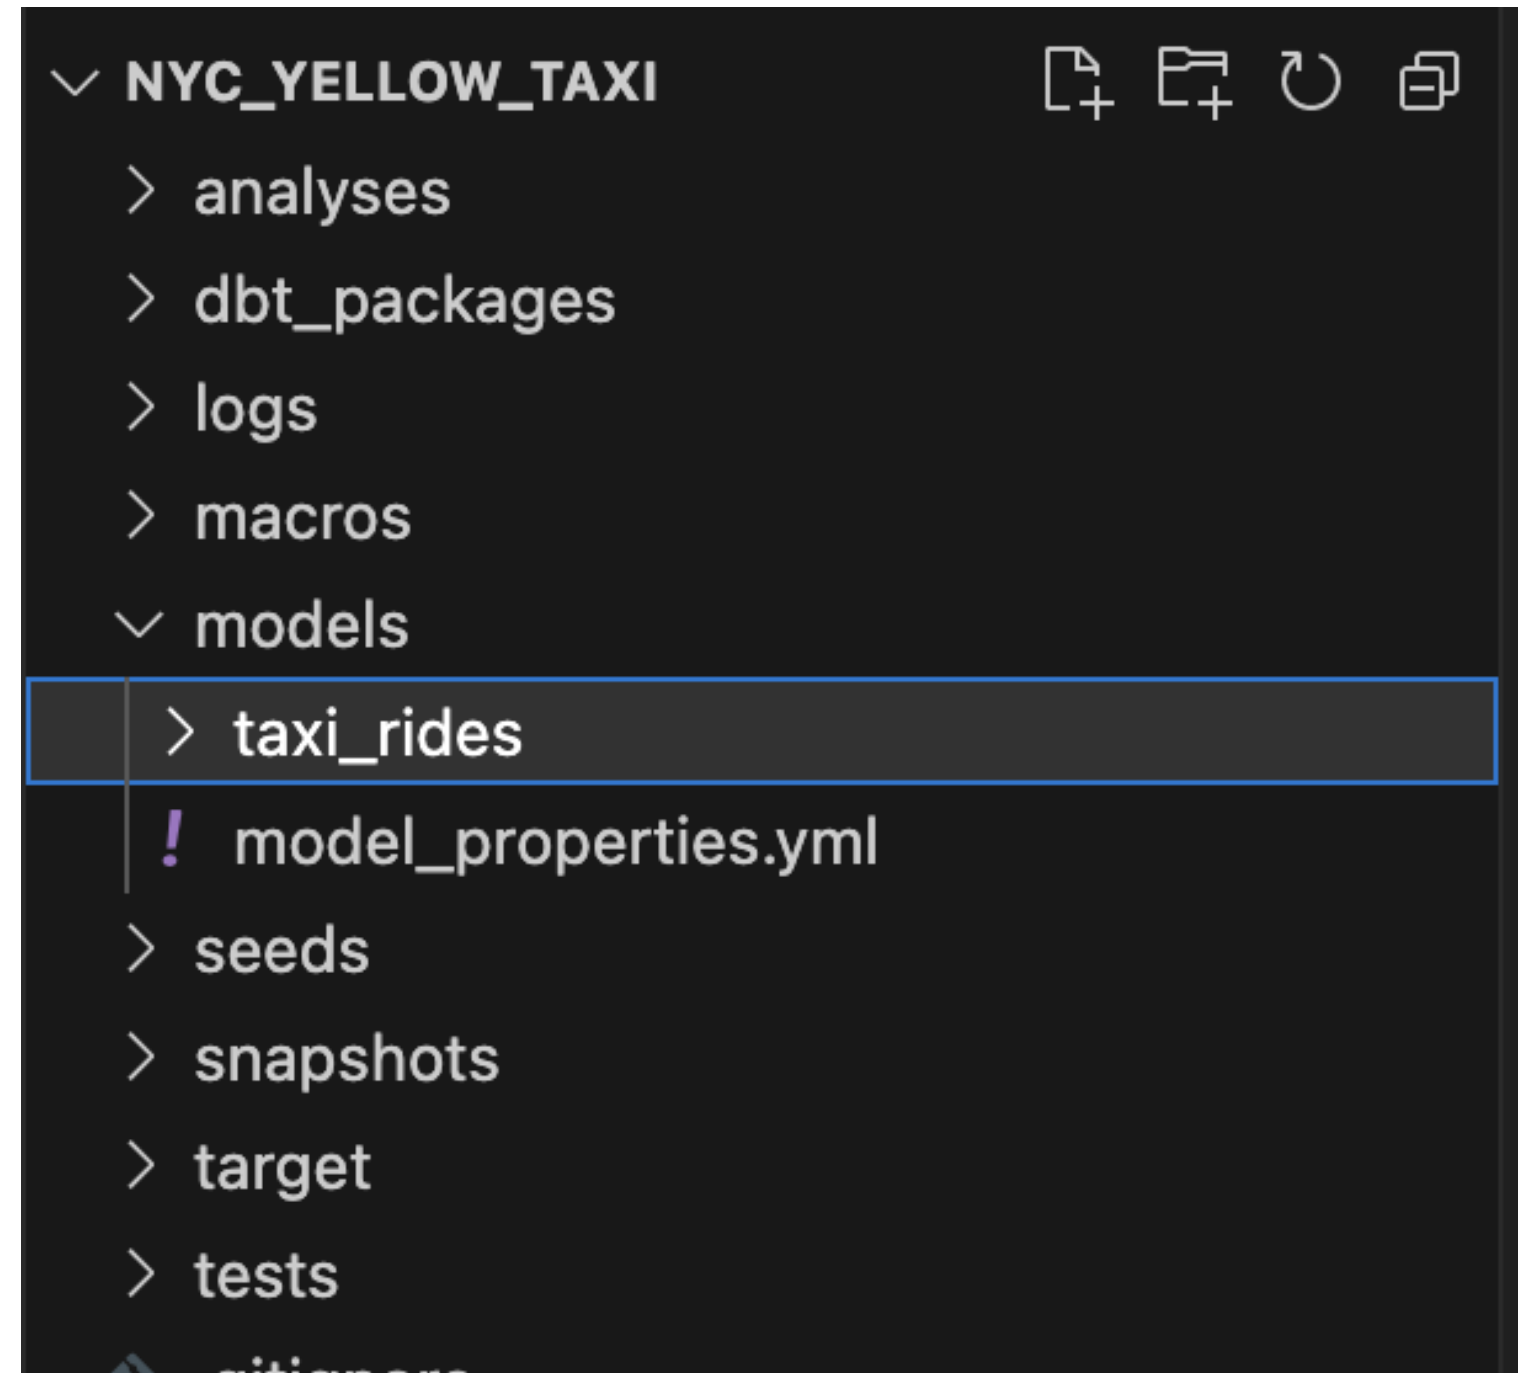 NYC_YELLOW_TAXI
analyses
dbt_packages
logs
macros
models
taxi_rides
! model_properties.yml
seeds
snapshots
target
tests